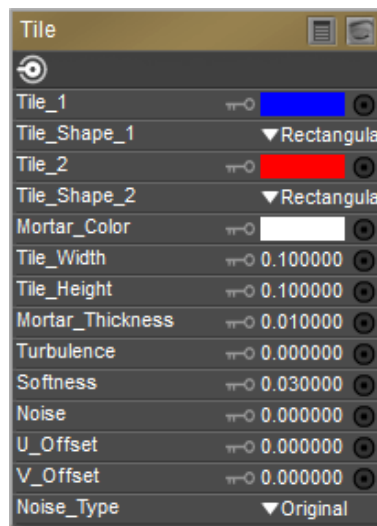 Tile
Tile_1
Tile_Shape_1 Rectangula
Tile_2
Tile_Shape_2 Rectangula
Mortar_Color
Tile_Width 0.100000
Tile_Height 0.100000
Mortar_Thickness 0.010000
Turbulence 0.000000
Softness 0.030000
Noise 0.000000
U_Offset 0.000000
V_Offset 0.000000
Noise_Type Original